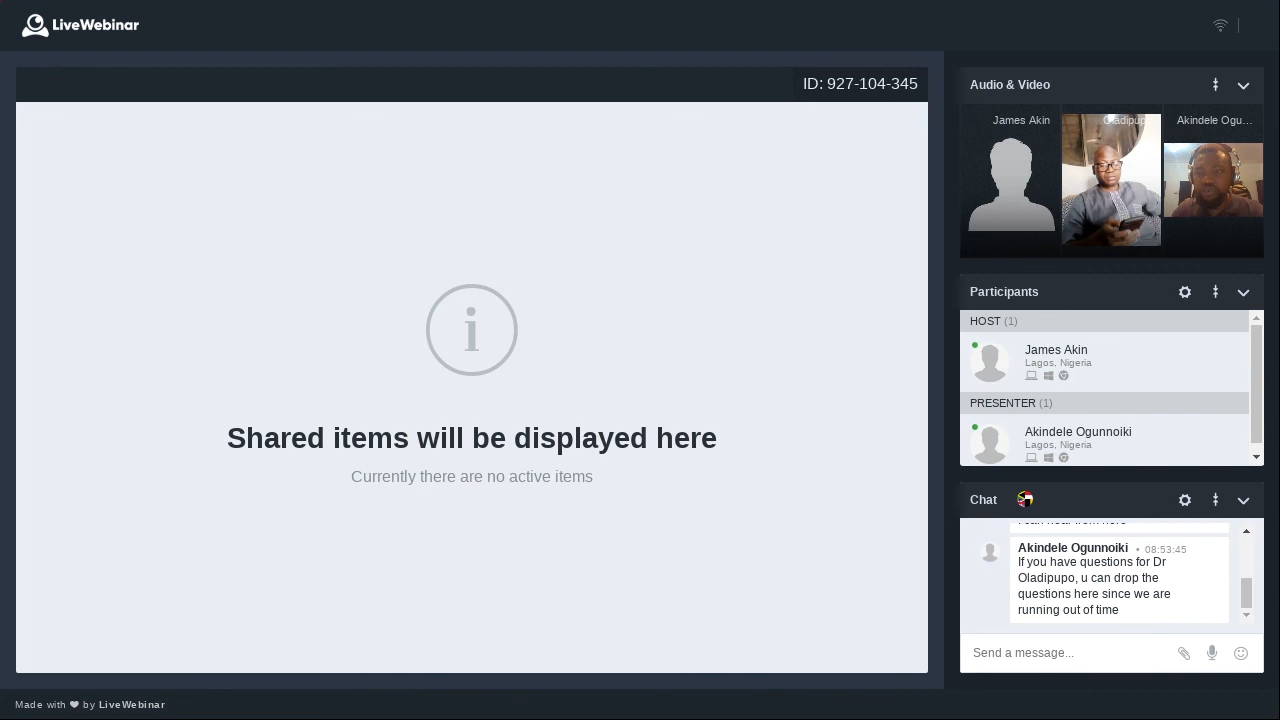 LiveWebinar
ID: 927-104-345
Shared items will be displayed here
Currently there are no active items
Audio & Video
James Akin
Oladipup
Akindele Ogu...
Participants
HOST (1)
James Akin
Lagos, Nigeria
PRESENTER (1)
Akindele Ogunnoiki
Lagos, Nigeria
Chat
Akindele Ogunnoiki • 08:53:45
If you have questions for Dr
Oladipupo, u can drop the
questions here since we are
running out of time
Send a message...
Made with ❤ by LiveWebinar